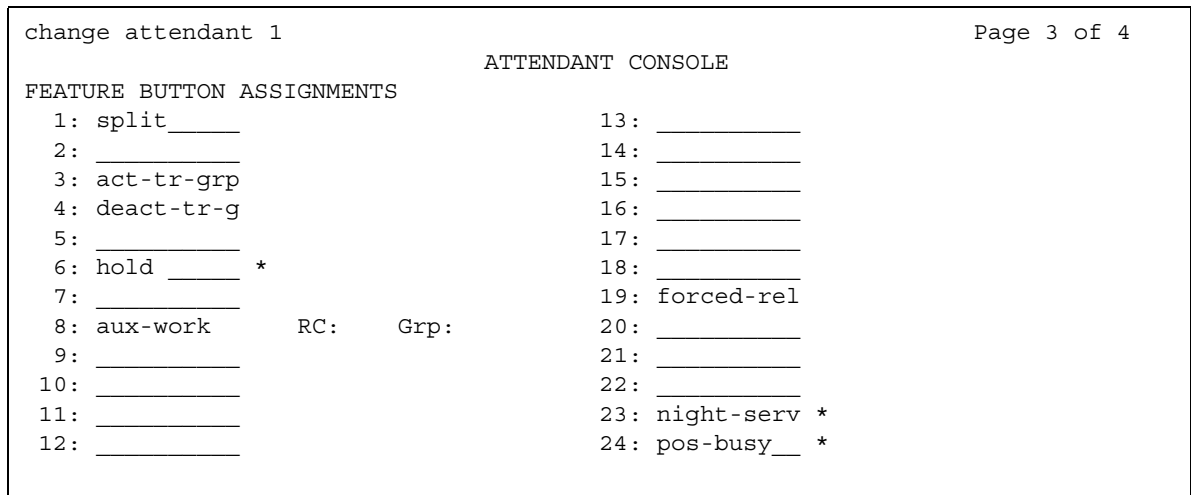 change attendant 1 Page 3 of 4
ATTENDANT CONSOLE
FEATURE BUTTON ASSIGNMENTS
1: split_____ 13: __________
2: __________ 14: __________
3: act-tr-grp 15: __________
4: deact-tr-g 16: __________
5: __________ 17: __________
6: hold _____ * 18: __________
7: __________ 19: forced-rel
8: aux-work RC: Grp: 20: __________
9: __________ 21: __________
10: __________ 22: __________
11: __________ 23: night-serv *
12: __________ 24: pos-busy__ *